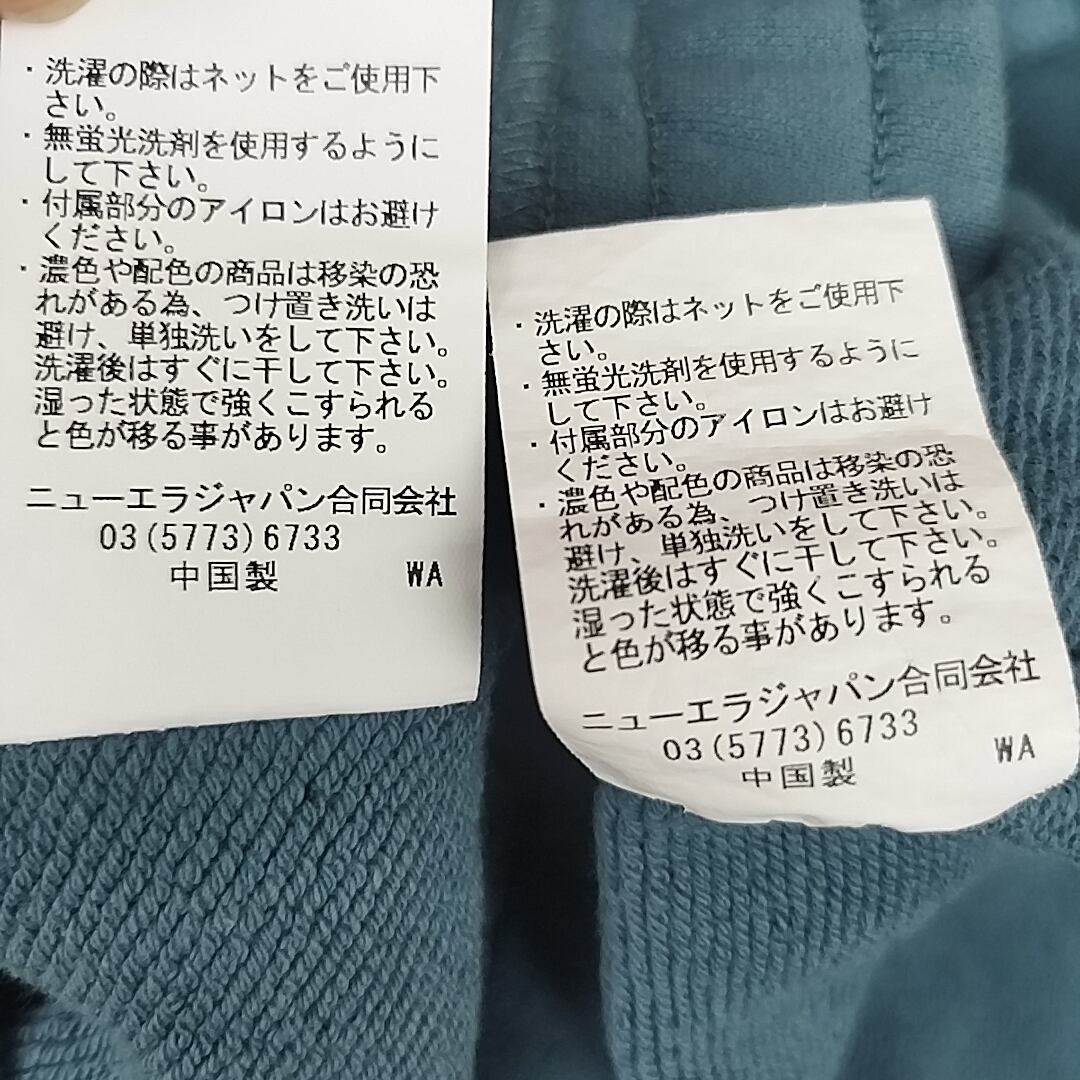 ・洗濯の際はネットをご使用下
さい。
・無蛍光洗剤を使用するように
して下さい。
・付属部分のアイロンはお避け
ください。
・濃色や配色の商品は移染の恐
れがある為、つけ置き洗いは
避け、単独洗いをして下さい。
洗濯後はすぐに干して下さい。
湿った状態で強くこすられる
と色が移る事があります。
ニューエラジャパン合同会社
03(5773)6733
中国製 WA
・洗濯の際はネットをご使用下
さい。
・無蛍光洗剤を使用するように
して下さい。
・付属部分のアイロンはお避け
ください。
・濃色や配色の商品は移染の恐
れがある為、つけ置き洗いは
避け、単独洗いをして下さい。
洗濯後はすぐに干して下さい。
湿った状態で強くこすられる
と色が移る事があります。
ニューエラジャパン合同会社
03(5773)6733
中国製 WA